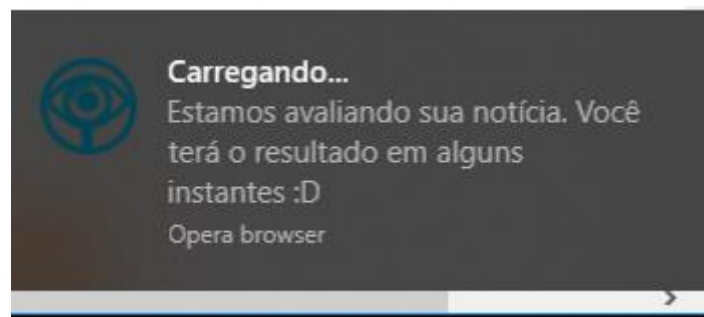 Carregando...
Estamos avaliando sua notícia. Você
terá o resultado em alguns
instantes :D
Opera browser